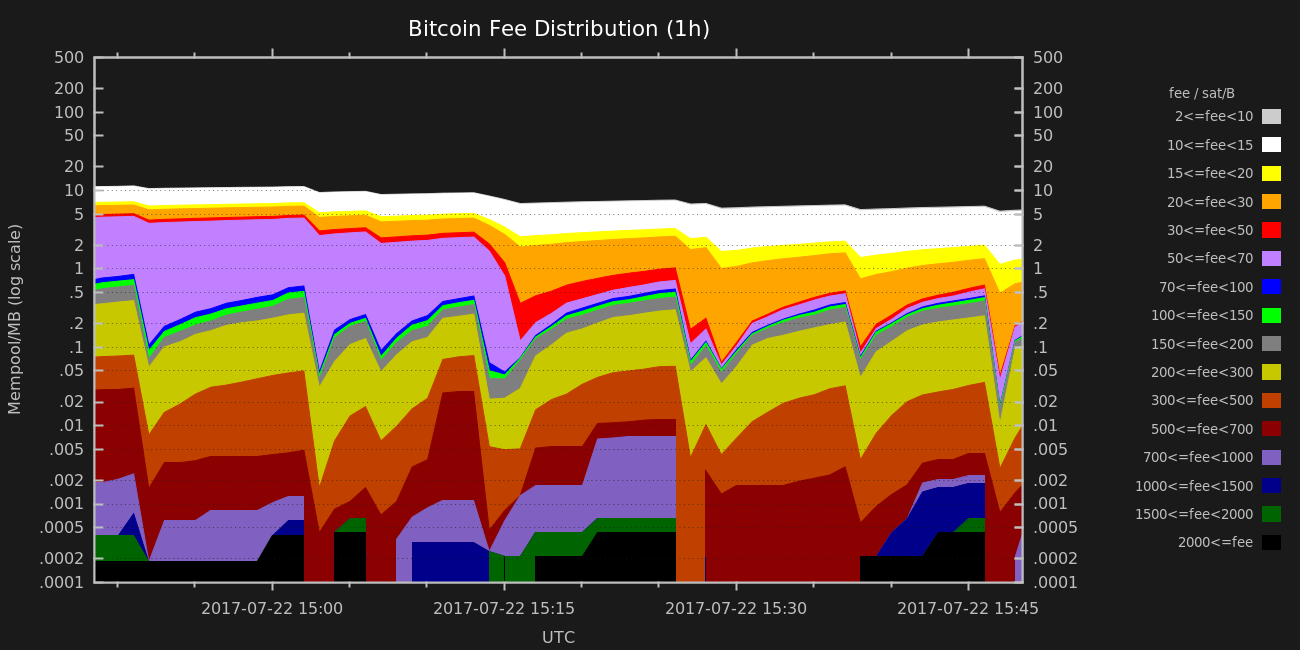 Bitcoin Fee Distribution (1h)
500
200
100
50
20
10
5
2
1
.5
.2
.1
.05
.02
.01
.005
.002
.001
.0005
.0002
.0001
Mempool/MB (log scale)
500
200
100
50
20
10
5
2
1
.5
.2
.1
.05
.02
.01
.005
.002
.001
.0005
.0002
.0001
2017-07-22 15:00 2017-07-22 15:15 2017-07-22 15:30 2017-07-22 15:45
UTC
fee / sat/B
2<=fee<10
10<=fee<15
15<=fee<20
20<=fee<30
30<=fee<50
50<=fee<70
70<=fee<100
100<=fee<150
150<=fee<200
200<=fee<300
300<=fee<500
500<=fee<700
700<=fee<1000
1000<=fee<1500
1500<=fee<2000
2000<=fee